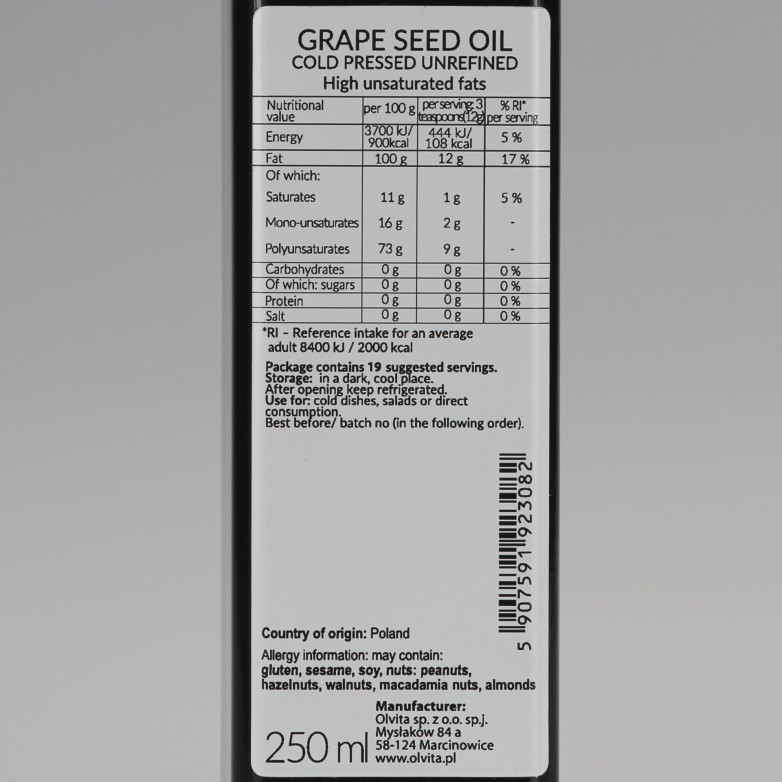 GRAPE SEED OIL
COLD PRESSED UNREFINED
High unsaturated fats
Nutritional value per 100 g per serving 3 teaspoons(12g) % RI* per serving
Energy 3700 kJ/ 900kcal 444 kJ/ 108 kcal 5 %
Fat 100 g 12 g 17 %
Of which:
Saturates 11 g 1 g 5 %
Mono-unsaturates 16 g 2 g -
Polyunsaturates 73 g 9 g -
Carbohydrates 0 g 0 g 0 %
Of which: sugars 0 g 0 g 0 %
Protein 0 g 0 g 0 %
Salt 0 g 0 g 0 %
*RI – Reference intake for an average
adult 8400 kJ / 2000 kcal
Package contains 19 suggested servings.
Storage: in a dark, cool place.
After opening keep refrigerated.
Use for: cold dishes, salads or direct
consumption.
Best before/ batch no (in the following order).
5 907591 923082
Country of origin: Poland
Allergy information: may contain:
gluten, sesame, soy, nuts: peanuts,
hazelnuts, walnuts, macadamia nuts, almonds
250 ml
Manufacturer:
Olvita sp. z o.o. sp.j.
Mysłaków 84 a
58-124 Marcinowice
www.olvita.pl